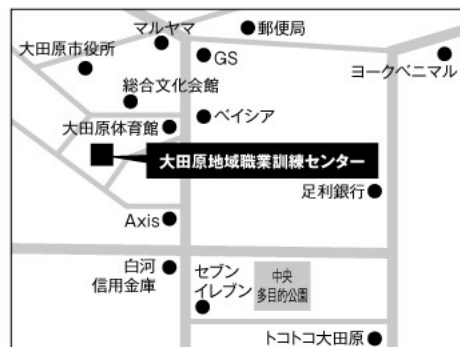 マルヤマ
郵便局
大田原市役所
GS
ヨークベニマル
総合文化会館
ベイシア
大田原体育館
大田原地域職業訓練センター
足利銀行
Axis
白河
信用金庫
セブン
イレブン
中央
多目的公園
トコトコ大田原